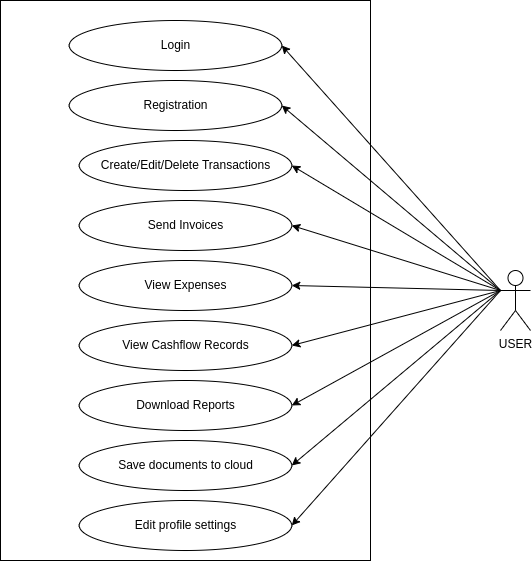 Login
Registration
Create/Edit/Delete Transactions
Send Invoices
View Expenses
View Cashflow Records
Download Reports
Save documents to cloud
Edit profile settings
USER